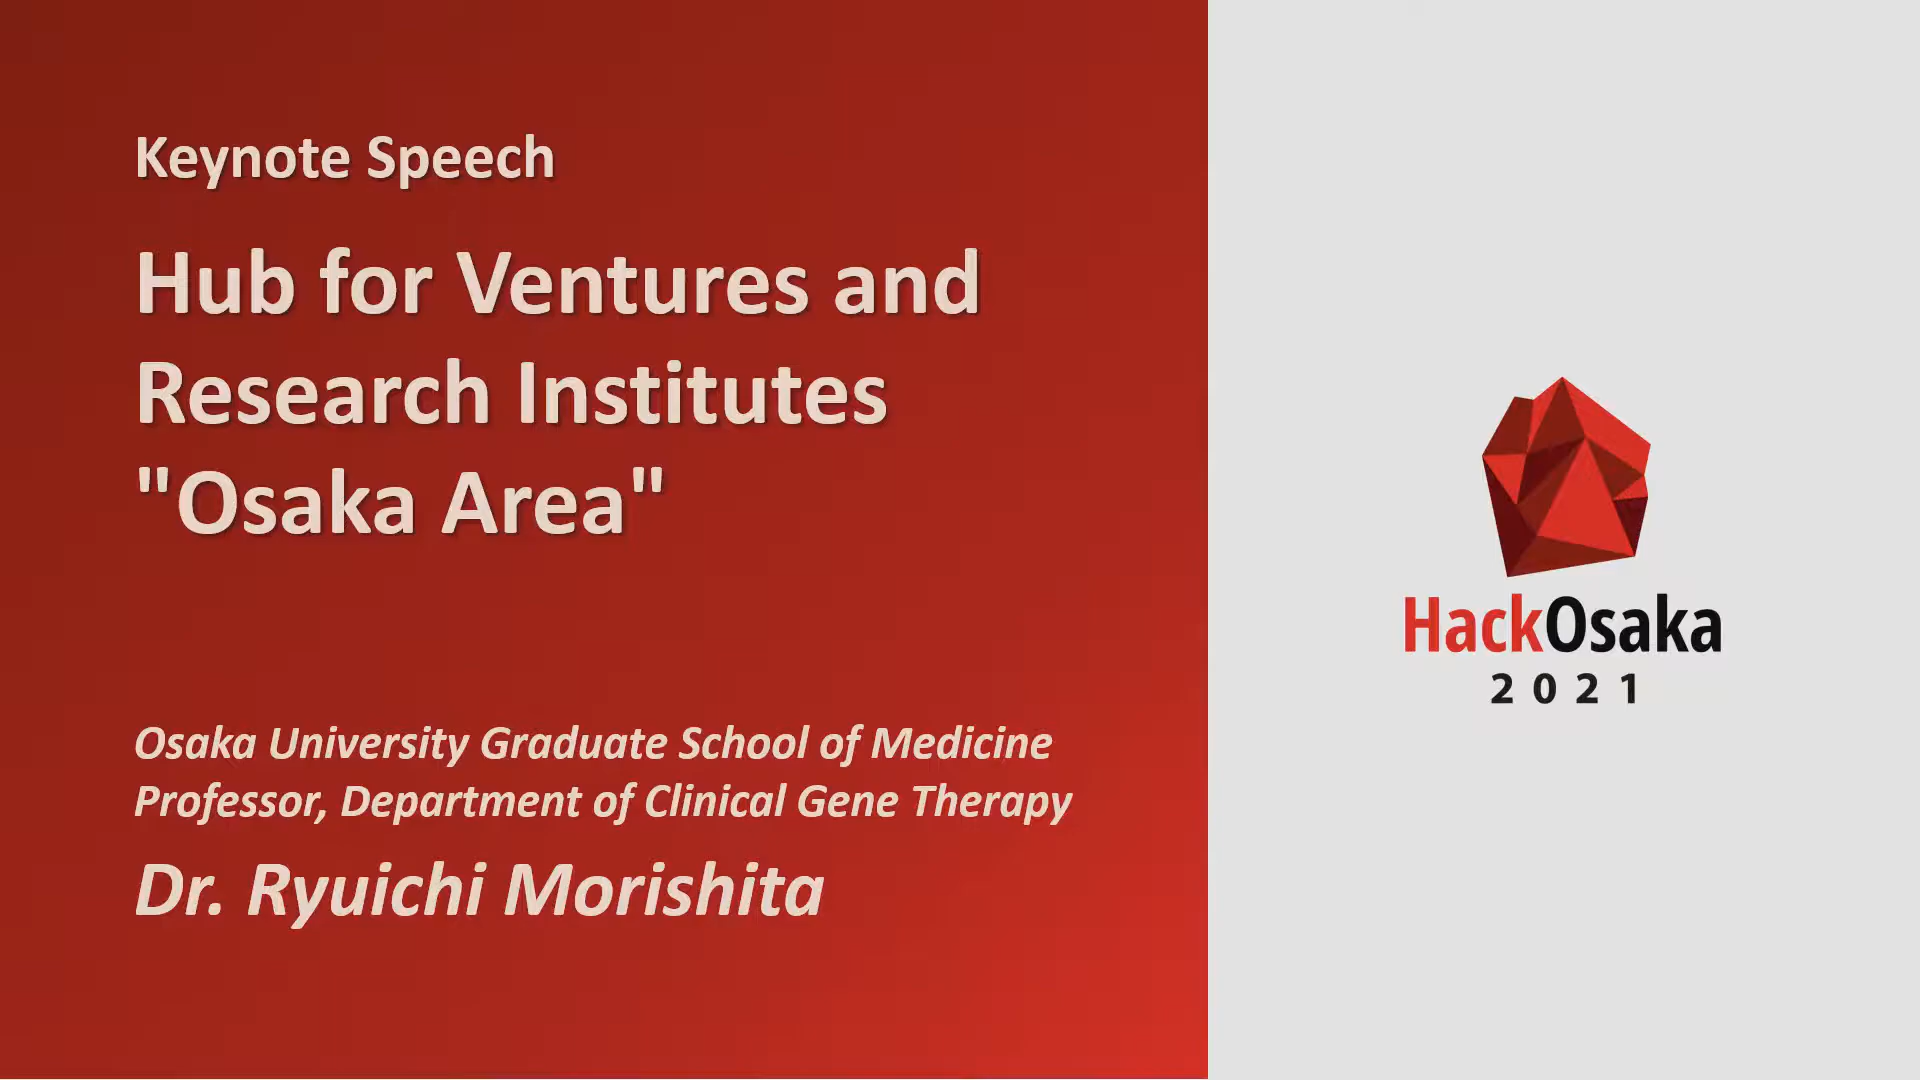 Keynote Speech
Hub for Ventures and
Research Institutes
"Osaka Area"
Osaka University Graduate School of Medicine
Professor, Department of Clinical Gene Therapy
Dr. Ryuichi Morishita
HackOsaka
2021